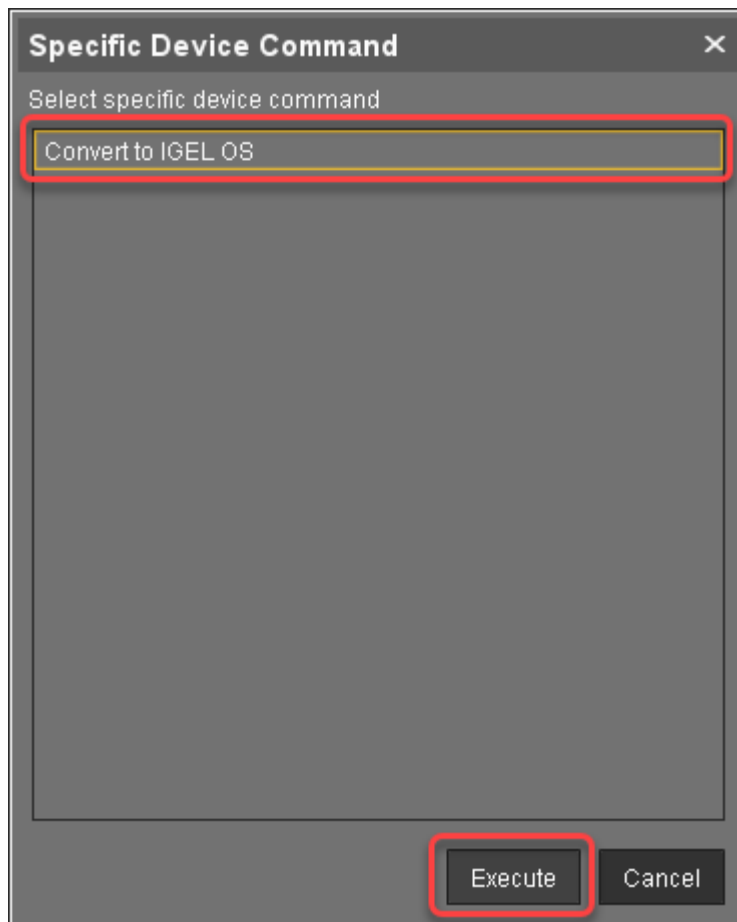 Specific Device Command
Select specific device command
Convert to IGEL OS
Execute Cancel